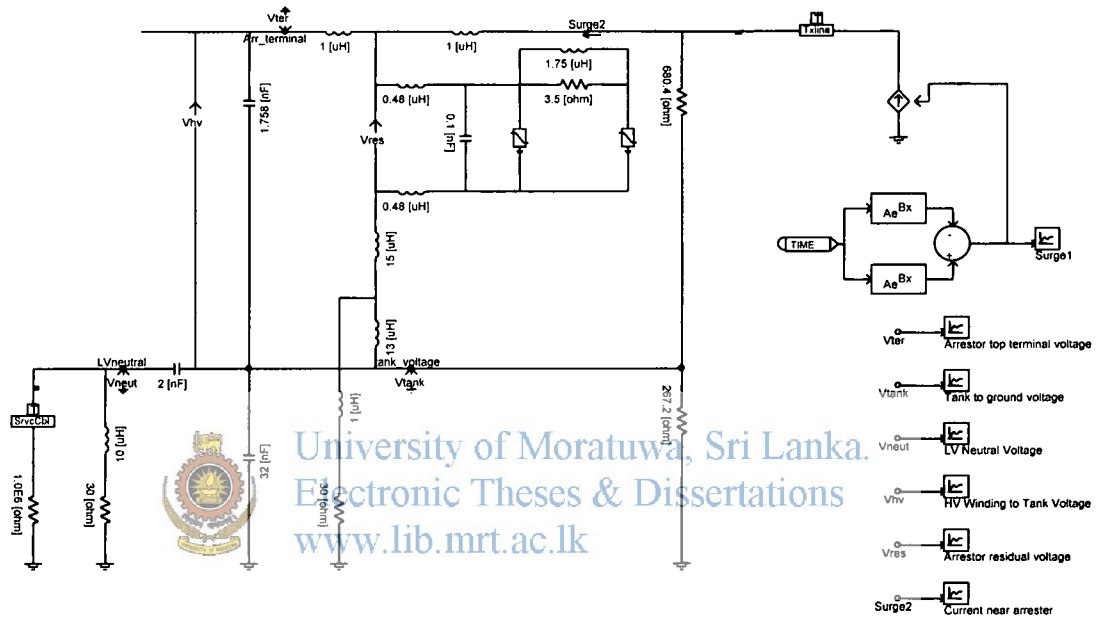 Vter
Arr_terminal
1 [uH]
1 [uH]
Surge2
Txline
1.75 [uH]
3.5 [ohm]
680.4 [ohm]
1.758 [nF]
Vhv
0.48 [uH]
0.1 [nF]
Vres
0.48 [uH]
15 [uH]
13 [uH]
Ae Bx
TIME
-
+
Ae Bx
Surge1
LVneutral
Vneut
2 [nF]
tank_voltage
Vtank
SrvcCbl
10 [uH]
1 [uH]
267.2 [ohm]
32 [nF]
1.0E6 [ohm]
30 [ohm]
30 [ohm]
Vter
Arrestor top terminal voltage
Vtank
Tank to ground voltage
Vneut
LV Neutral Voltage
Vhv
HV Winding to Tank Voltage
Vres
Arrestor residual voltage
Surge2
Current near arrester
University of Moratuwa, Sri Lanka.
Electronic Theses & Dissertations
www.lib.mrt.ac.lk